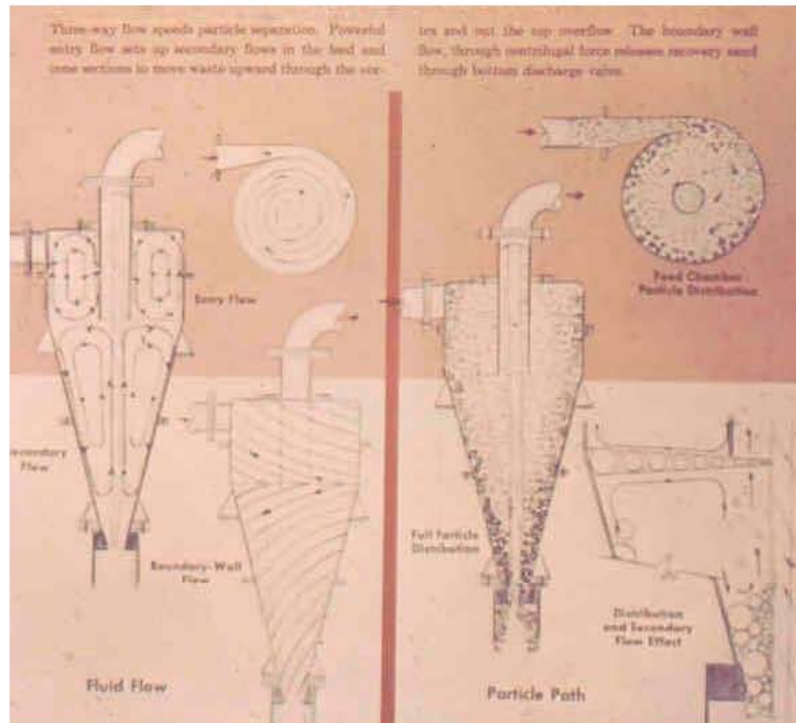 Three-way flow speeds particle separation. Powerful
entry flow sets up secondary flows in the feed and
cone sections to move waste upward through the vor-
tex and out the top overflow. The boundary wall
flow, through centrifugal force releases recovery sand
through bottom discharge valve.
Entry Flow
Secondary
Flow
Boundary-Wall
Flow
Fluid Flow
Feed Chamber
Particle Distribution
Full Particle
Distribution
Distribution
and Secondary
Flow Effect
Particle Path